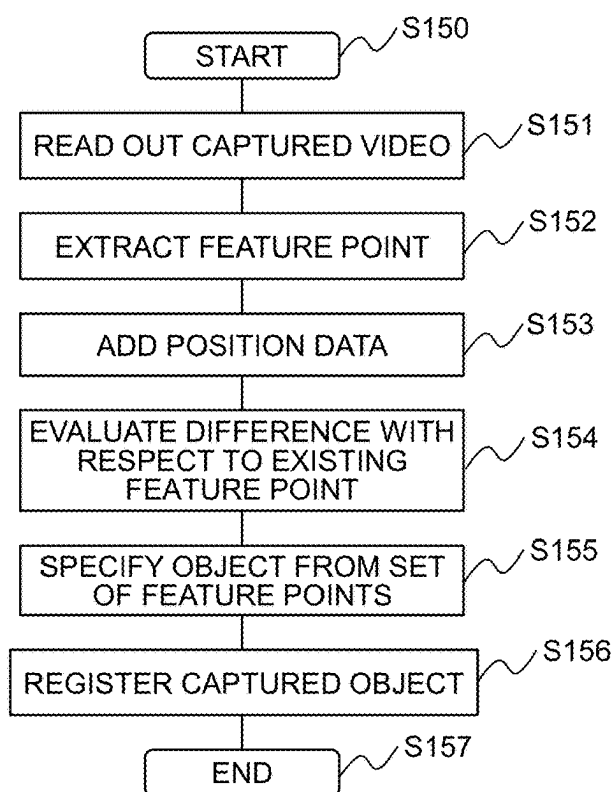 START
S150
READ OUT CAPTURED VIDEO
S151
EXTRACT FEATURE POINT
S152
ADD POSITION DATA
S153
EVALUATE DIFFERENCE WITH
RESPECT TO EXISTING
FEATURE POINT
S154
SPECIFY OBJECT FROM SET
OF FEATURE POINTS
S155
REGISTER CAPTURED OBJECT
S156
END
S157